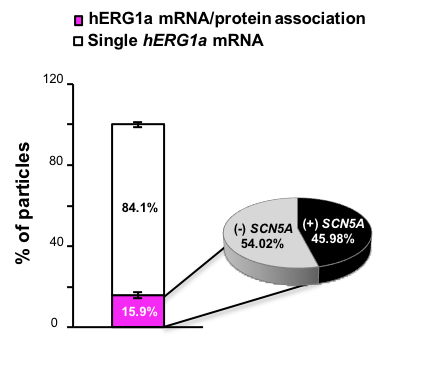 hERG1a mRNA/protein association
Single hERG1a mRNA
% of particles
120
80
40
0
84.1%
15.9%
(-) SCN5A
54.02%
(+) SCN5A
45.98%